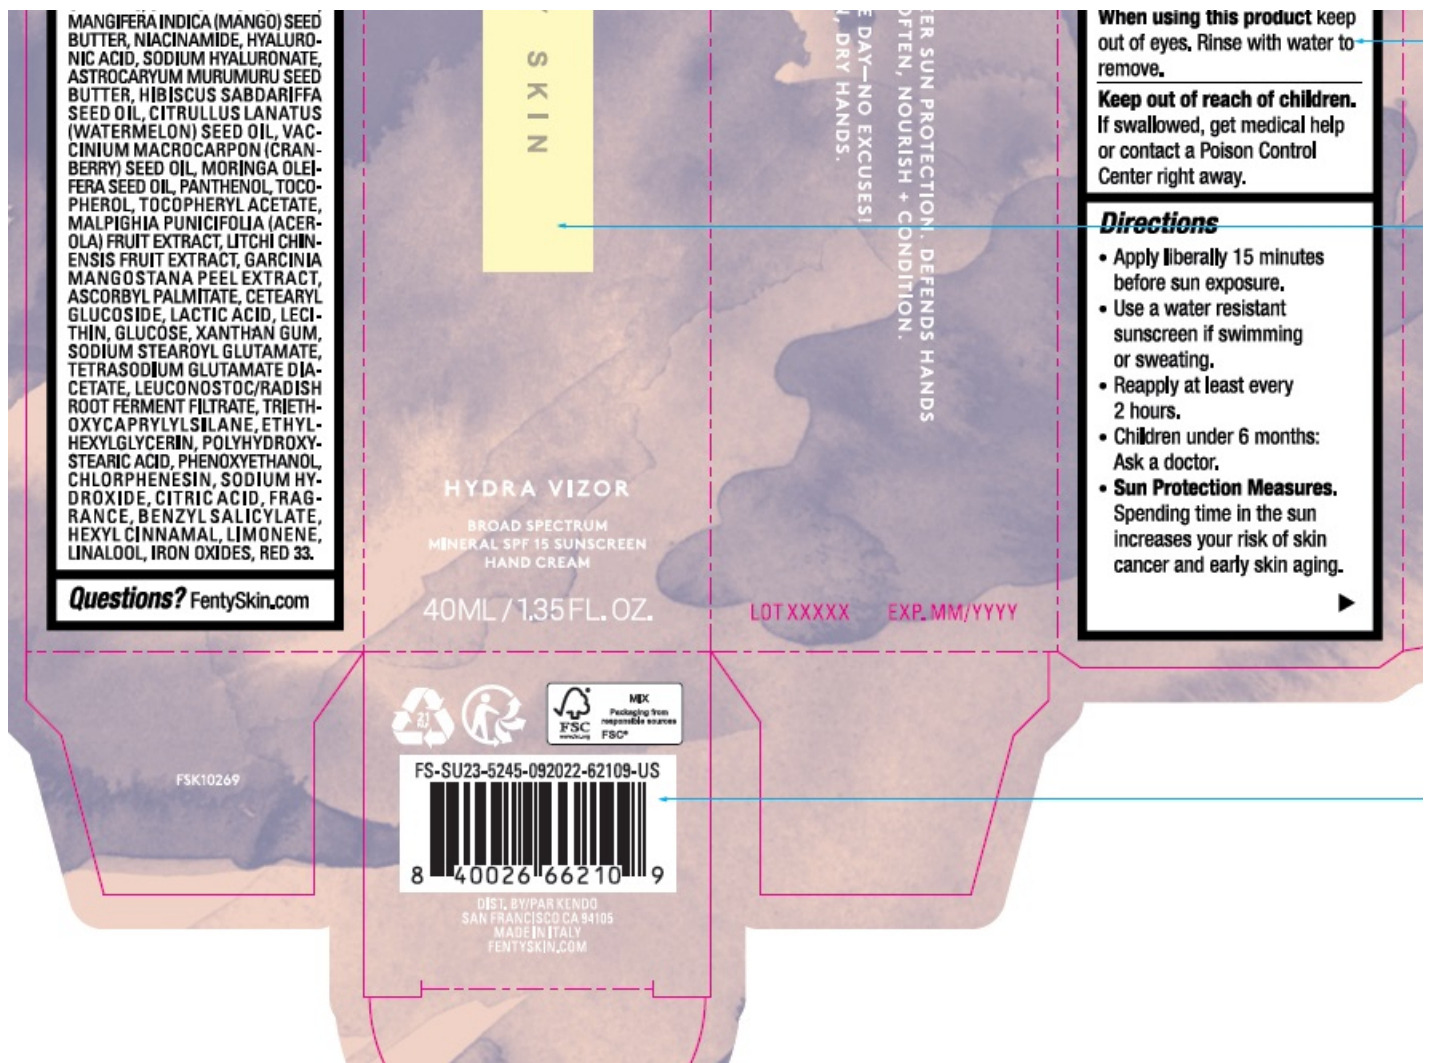 MANGIFERA INDICA (MANGO) SEED
BUTTER, NIACINAMIDE, HYALURO-
NIC ACID, SODIUM HYALURONATE,
ASTROCARYUM MURUMURU SEED
BUTTER, HIBISCUS SABDARIFFA
SEED OIL, CITRULLUS LANATUS
(WATERMELON) SEED OIL, VAC-
CINIUM MACROCARPON (CRAN-
BERRY) SEED OIL, MORINGA OLEI-
FERA SEED OIL, PANTHENOL, TOCO-
PHEROL, TOCOPHERYL ACETATE,
MALPIGHIA PUNICIFOLIA (ACER-
OLA) FRUIT EXTRACT, LITCHI CHIN-
ENSIS FRUIT EXTRACT, GARCINIA
MANGOSTANA PEEL EXTRACT,
ASCORBYL PALMITATE, CETEARYL
GLUCOSIDE, LACTIC ACID, LECI-
THIN, GLUCOSE, XANTHAN GUM,
SODIUM STEAROYL GLUTAMATE,
TETRASODIUM GLUTAMATE DIA-
CETATE, LEUCONOSTOC/RADISH
ROOT FERMENT FILTRATE, TRIETH-
OXYCAPRYLYLSILANE, ETHYL-
HEXYLGLYCERIN, POLYHYDROXY-
STEARIC ACID, PHENOXYETHANOL,
CHLORPHENESIN, SODIUM HY-
DROXIDE, CITRIC ACID, FRAG-
RANCE, BENZYL SALICYLATE,
HEXYL CINNAMAL, LIMONENE,
LINALOOL, IRON OXIDES, RED 33.
Questions? FentySkin.com
SKIN
HYDRA VIZOR
BROAD SPECTRUM
MINERAL SPF 15 SUNSCREEN
HAND CREAM
40ML / 1.35 FL. OZ.
SUN PROTECTION. DEFENDS HANDS
OFTEN, NOURISH + CONDITION.
DAY—NO EXCUSES!
DRY HANDS.
LOT XXXXX EXP. MM/YYYY
When using this product keep
out of eyes. Rinse with water to
remove.
Keep out of reach of children.
If swallowed, get medical help
or contact a Poison Control
Center right away.
Directions
• Apply liberally 15 minutes
before sun exposure.
• Use a water resistant
sunscreen if swimming
or sweating.
• Reapply at least every
2 hours.
• Children under 6 months:
Ask a doctor.
• Sun Protection Measures.
Spending time in the sun
increases your risk of skin
cancer and early skin aging.
FSK10269
21
FSC
www.fsc.org
MIX
Packaging from
responsible sources
FSC®
FS-SU23-5245-092022-62109-US
8 40026 66210 9
DIST. BY/PAR KENDO
SAN FRANCISCO CA 94105
MADE IN ITALY
FENTYSKIN.COM